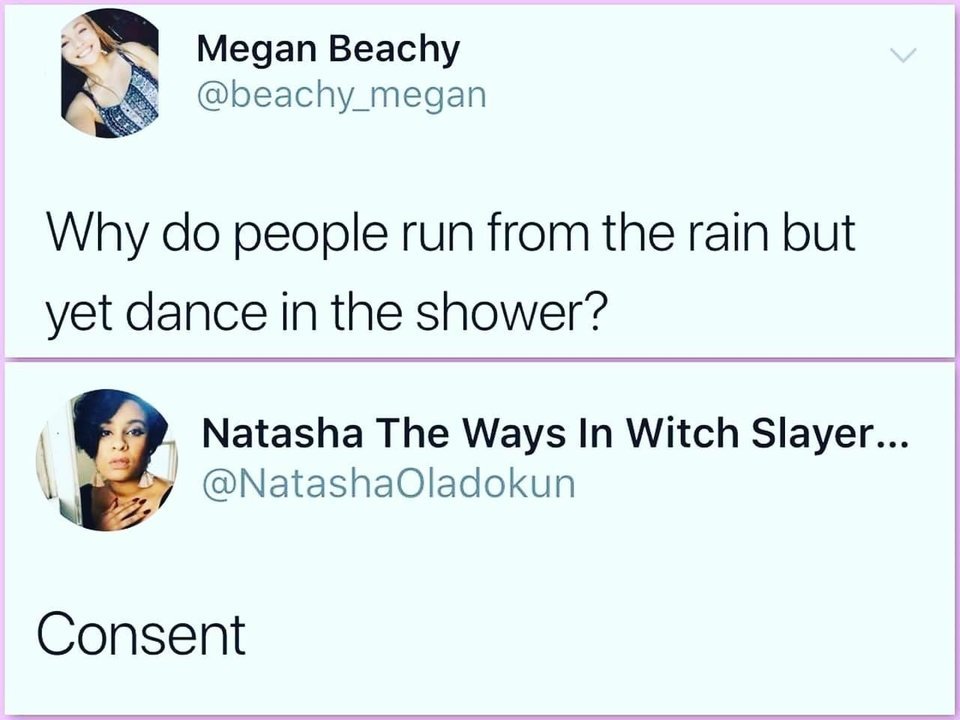 Megan Beachy
@beachy_megan
Why do people run from the rain but
yet dance in the shower?
Natasha The Ways In Witch Slayer...
@NatashaOladokun
Consent